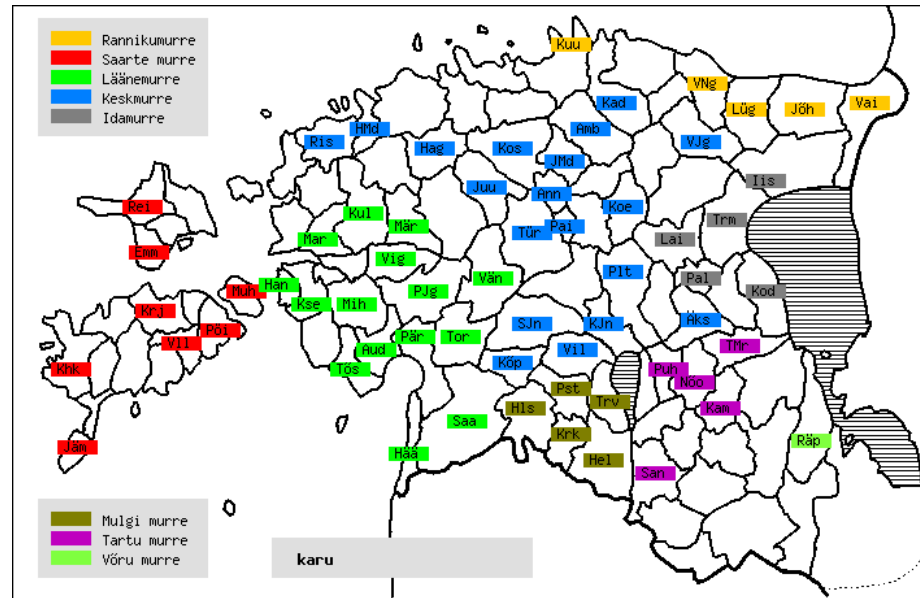 Rannikumurre
Saarte murre
Läänemurre
Keskmurre
Idamurre
Kuu
VNg
Kad
Lüg
Jõh
Vai
HMd
Amb
Ris
VJg
Hag
Kos
JMd
Iis
Juu
Ann
Rei
Kul
Koe
Trm
Mär
Pai
Tür
Mar
Lai
Emm
Vig
Plt
Vän
Pal
Han
Muh
PJg
Kod
Kse
Mih
Krj
Äks
SJn
KJn
Pöi
Pär
Tor
Vll
TMr
Aud
Vil
Köp
Khk
Tõs
Puh
Nõo
Pst
Trv
Hls
Kam
Saa
Krk
Räp
Jäm
Hää
Hel
San
Mulgi murre
Tartu murre
Võru murre
karu